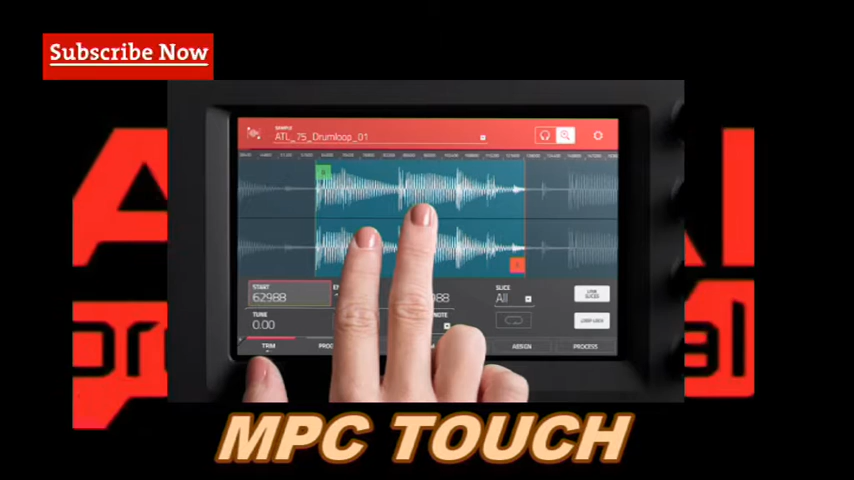 Subscribe Now
SAMPLE
ATL_75_Drumloop_01
START
62988
SLICE
All
TUNE
0.00
NOTE
TRIM
ASSIGN
PROCESS
MPC TOUCH